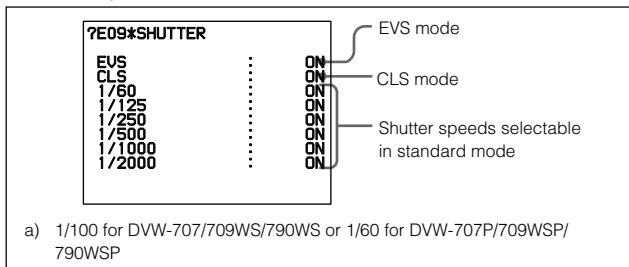 ?E09*SHUTTER
EVS : ON
CLS : ON
1/60 : ON
1/125 : ON
1/250 : ON
1/500 : ON
1/1000 : ON
1/2000 : ON
EVS mode
CLS mode
Shutter speeds selectable
in standard mode
a) 1/100 for DVW-707/709WS/790WS or 1/60 for DVW-707P/709WSP/
790WSP